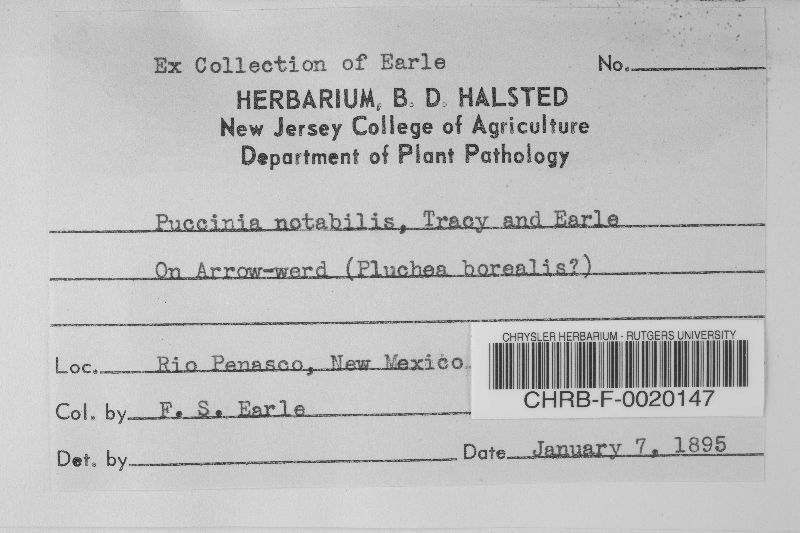 Ex Collection of Earle No.
HERBARIUM, B. D. HALSTED
New Jersey College of Agriculture
Department of Plant Pathology
Puccinia notabilis, Tracy and Earle
On Arrow-werd (Pluchea borealis?)
Loc. Rio Penasco, New Mexico
CHRYSLER HERBARIUM - RUTGERS UNIVERSITY
CHRB-F-0020147
Col. by F. S. Earle
Det. by Date January 7, 1895